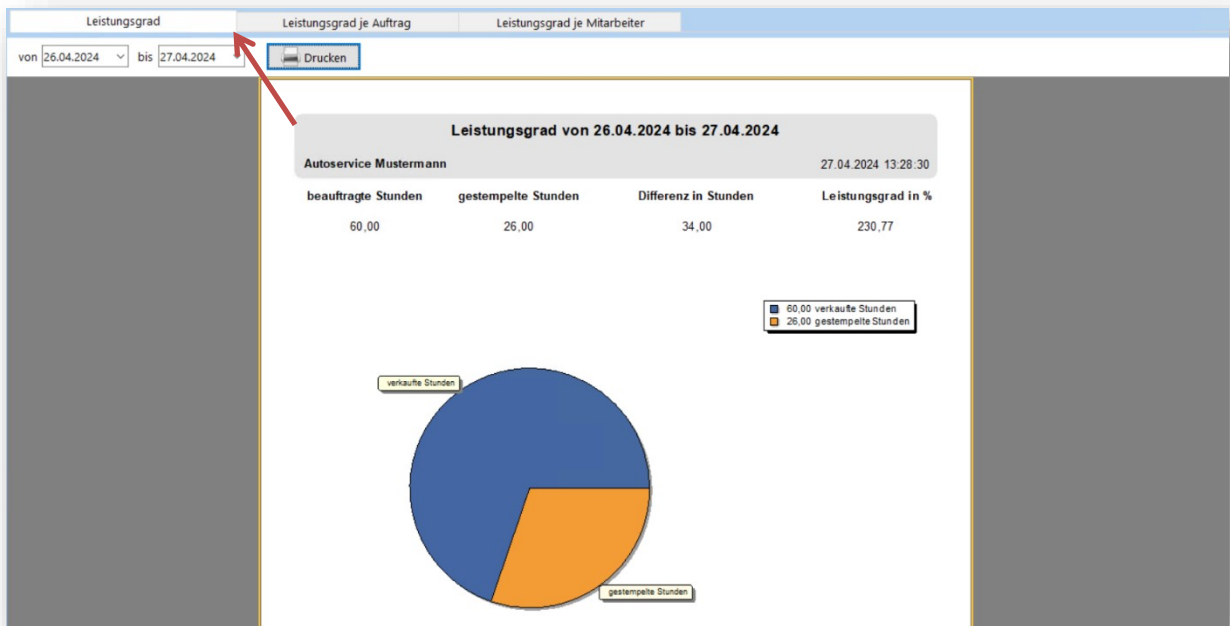 Leistungsgrad Leistungsgrad je Auftrag Leistungsgrad je Mitarbeiter
von 26.04.2024 bis 27.04.2024 Drucken
Leistungsgrad von 26.04.2024 bis 27.04.2024
Autoservice Mustermann 27.04.2024 13:28:30
beauftragte Stunden gestempelte Stunden Differenz in Stunden Leistungsgrad in %
60,00 26,00 34,00 230,77
60,00 verkaufte Stunden
26,00 gestempelte Stunden
verkaufte Stunden
gestempelte Stunden